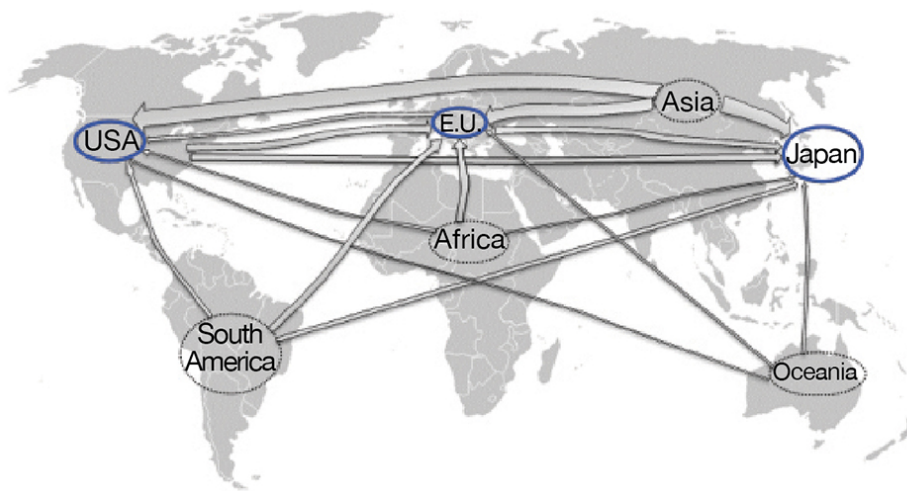 Asia
USA
E.U.
Japan
Africa
South
America
Oceania